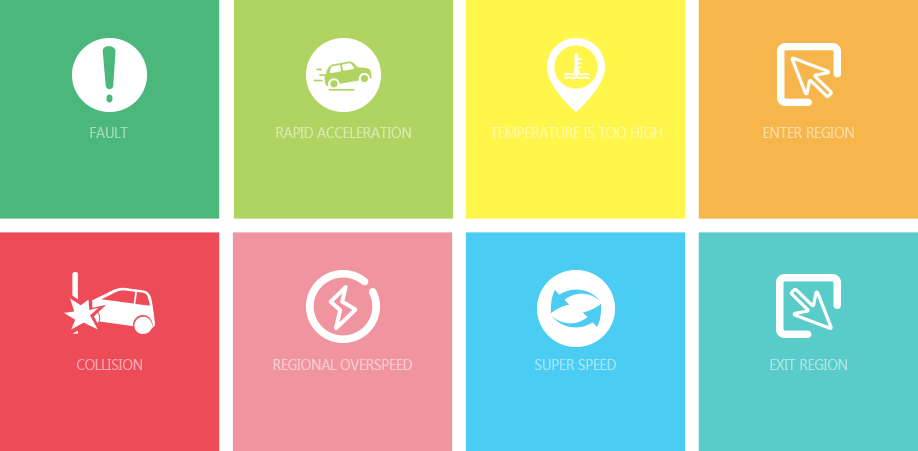 FAULT
RAPID ACCELERATION
TEMPERATURE IS TOO HIGH
ENTER REGION
COLLISION
REGIONAL OVERSPEED
SUPER SPEED
EXIT REGION